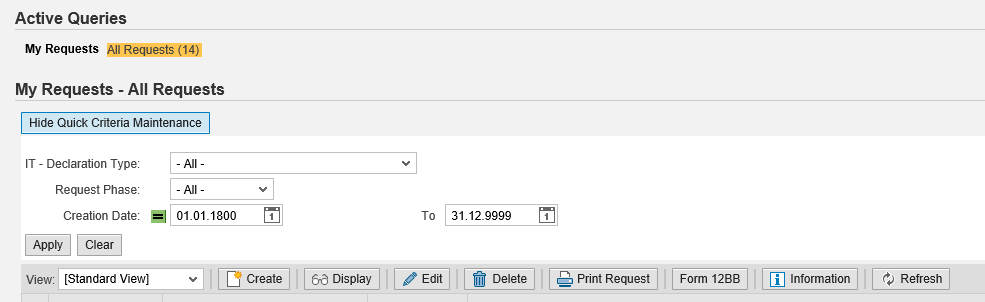 Active Queries
My Requests All Requests (14)
My Requests - All Requests
Hide Quick Criteria Maintenance
IT - Declaration Type: - All -
Request Phase: - All -
Creation Date: 01.01.1800 1 To 31.12.9999 1
Apply Clear
View: [Standard View] Create Display Edit Delete Print Request Form 12BB i Information Refresh